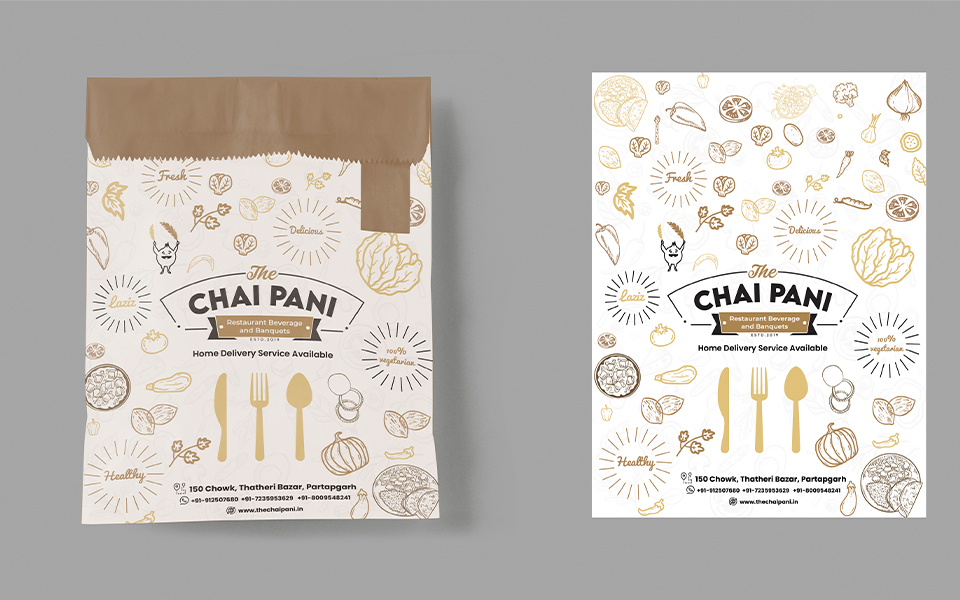 Fresh
Delicious
Laziz
The
CHAI PANI
Restaurant Beverage
and Banquets
ESTD.2019
Home Delivery Service Available
100%
vegetarian
Healthy
150 Chowk, Thatheri Bazar, Partapgarh
+91-912507680 +91-7235953629 +91-8009548241
www.thechaipani.in
Fresh
Delicious
Laziz
The
CHAI PANI
Restaurant Beverage
and Banquets
ESTD.2019
Home Delivery Service Available
100%
vegetarian
Healthy
150 Chowk, Thatheri Bazar, Partapgarh
+91-912507680 +91-7235953629 +91-8009548241
www.thechaipani.in